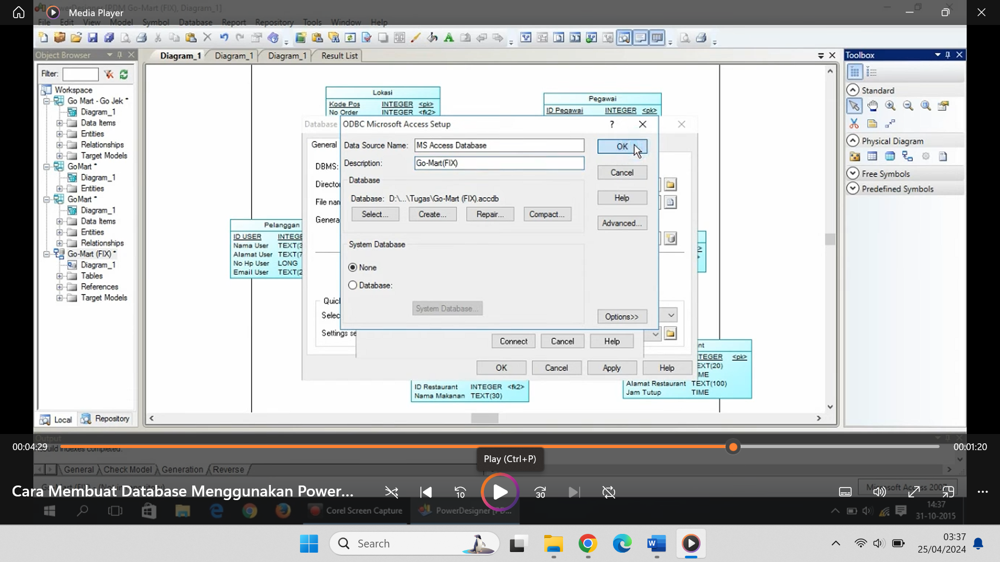 PowerDesigner [PDM Go-Mart (FIX), Diagram_1]
Media Player
File Edit View Model Symbol Database Report Repository Tools Window Help
Object Browser
Diagram_1 Diagram_1 Diagram_1 Result List
Toolbox
Filter:
Workspace
Go Mart - Go Jek *
Diagram_1
Data Items
Entities
Relationships
Target Models
GoMart *
Diagram_1
Entities
GoMart *
Diagram_1
Data Items
Entities
Relationships
Go-Mart (FIX) *
Diagram_1
Tables
References
Target Models
Local Repository
Lokasi
Kode Pos INTEGER <pk>
No Order INTEGER <fk2>
Pegawai
ID Pegawai INTEGER <pk>
Pelanggan
ID USER INTEGE
Nama User TEXT(3
Alamat User TEXT(7
No Hp User LONG
Email User TEXT(2
Database
General
DBMS:
Director
File nan
Genera
Quicl
Selec
Settings se
ODBC Microsoft Access Setup
?
Data Source Name: MS Access Database
OK
Description: Go-Mart(FIX)
Cancel
Database
Database: D:\...\Tugas\Go-Mart (FIX).accdb
Help
Select... Create... Repair... Compact...
Advanced...
System Database
None
Database:
System Database...
Options>>
Connect Cancel Help
OK Cancel Apply Help
ID Restaurant INTEGER <fk2>
Nama Makanan TEXT(30)
nt
TEGER <pk>
EXT(20)
ME
Alamat Restaurant TEXT(100)
Jam Tutup TIME
Standard
Physical Diagram
Free Symbols
Predefined Symbols
Output
00:04:29
00:01:20
build indexes completed.
Play (Ctrl+P)
General Check Model Generation Reverse
Cara Membuat Database Menggunakan Power...
10
30
Microsoft Access 2007
Corel Screen Capture
PowerDesigner [PD...
14:37
31-10-2015
Search
W
03:37
25/04/2024